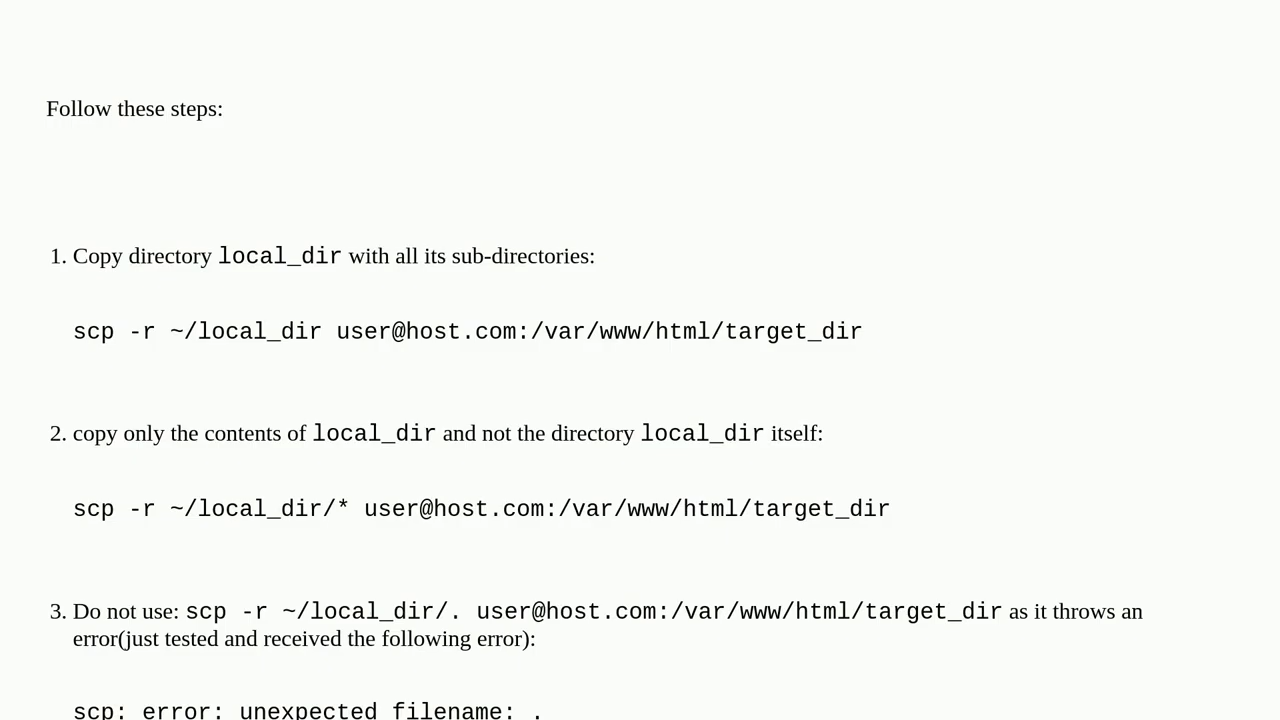 Follow these steps:
1. Copy directory local_dir with all its sub-directories:
scp -r ~/local_dir user@host.com:/var/www/html/target_dir
2. copy only the contents of local_dir and not the directory local_dir itself:
scp -r ~/local_dir/* user@host.com:/var/www/html/target_dir
3. Do not use: scp -r ~/local_dir/. user@host.com:/var/www/html/target_dir as it throws an
error(just tested and received the following error):
scp: error: unexpected filename: .